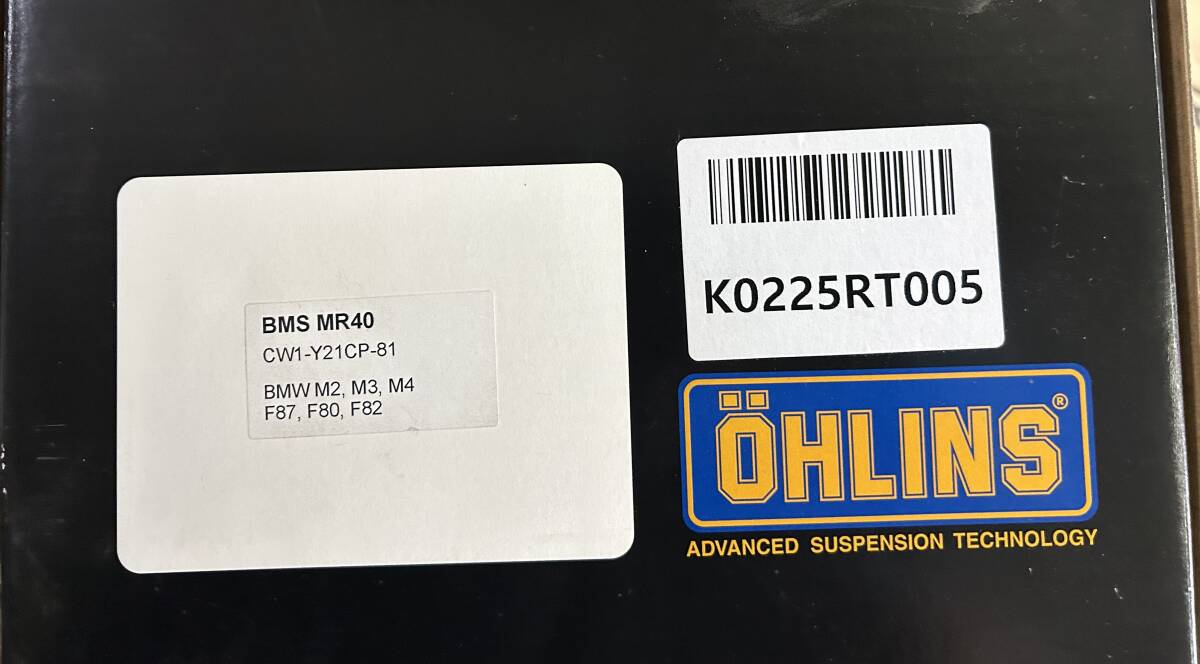 BMS MR40
CW1-Y21CP-81
BMW M2, M3, M4
F87, F80, F82
K0225RT005
ÖHLINS®
ADVANCED SUSPENSION TECHNOLOGY